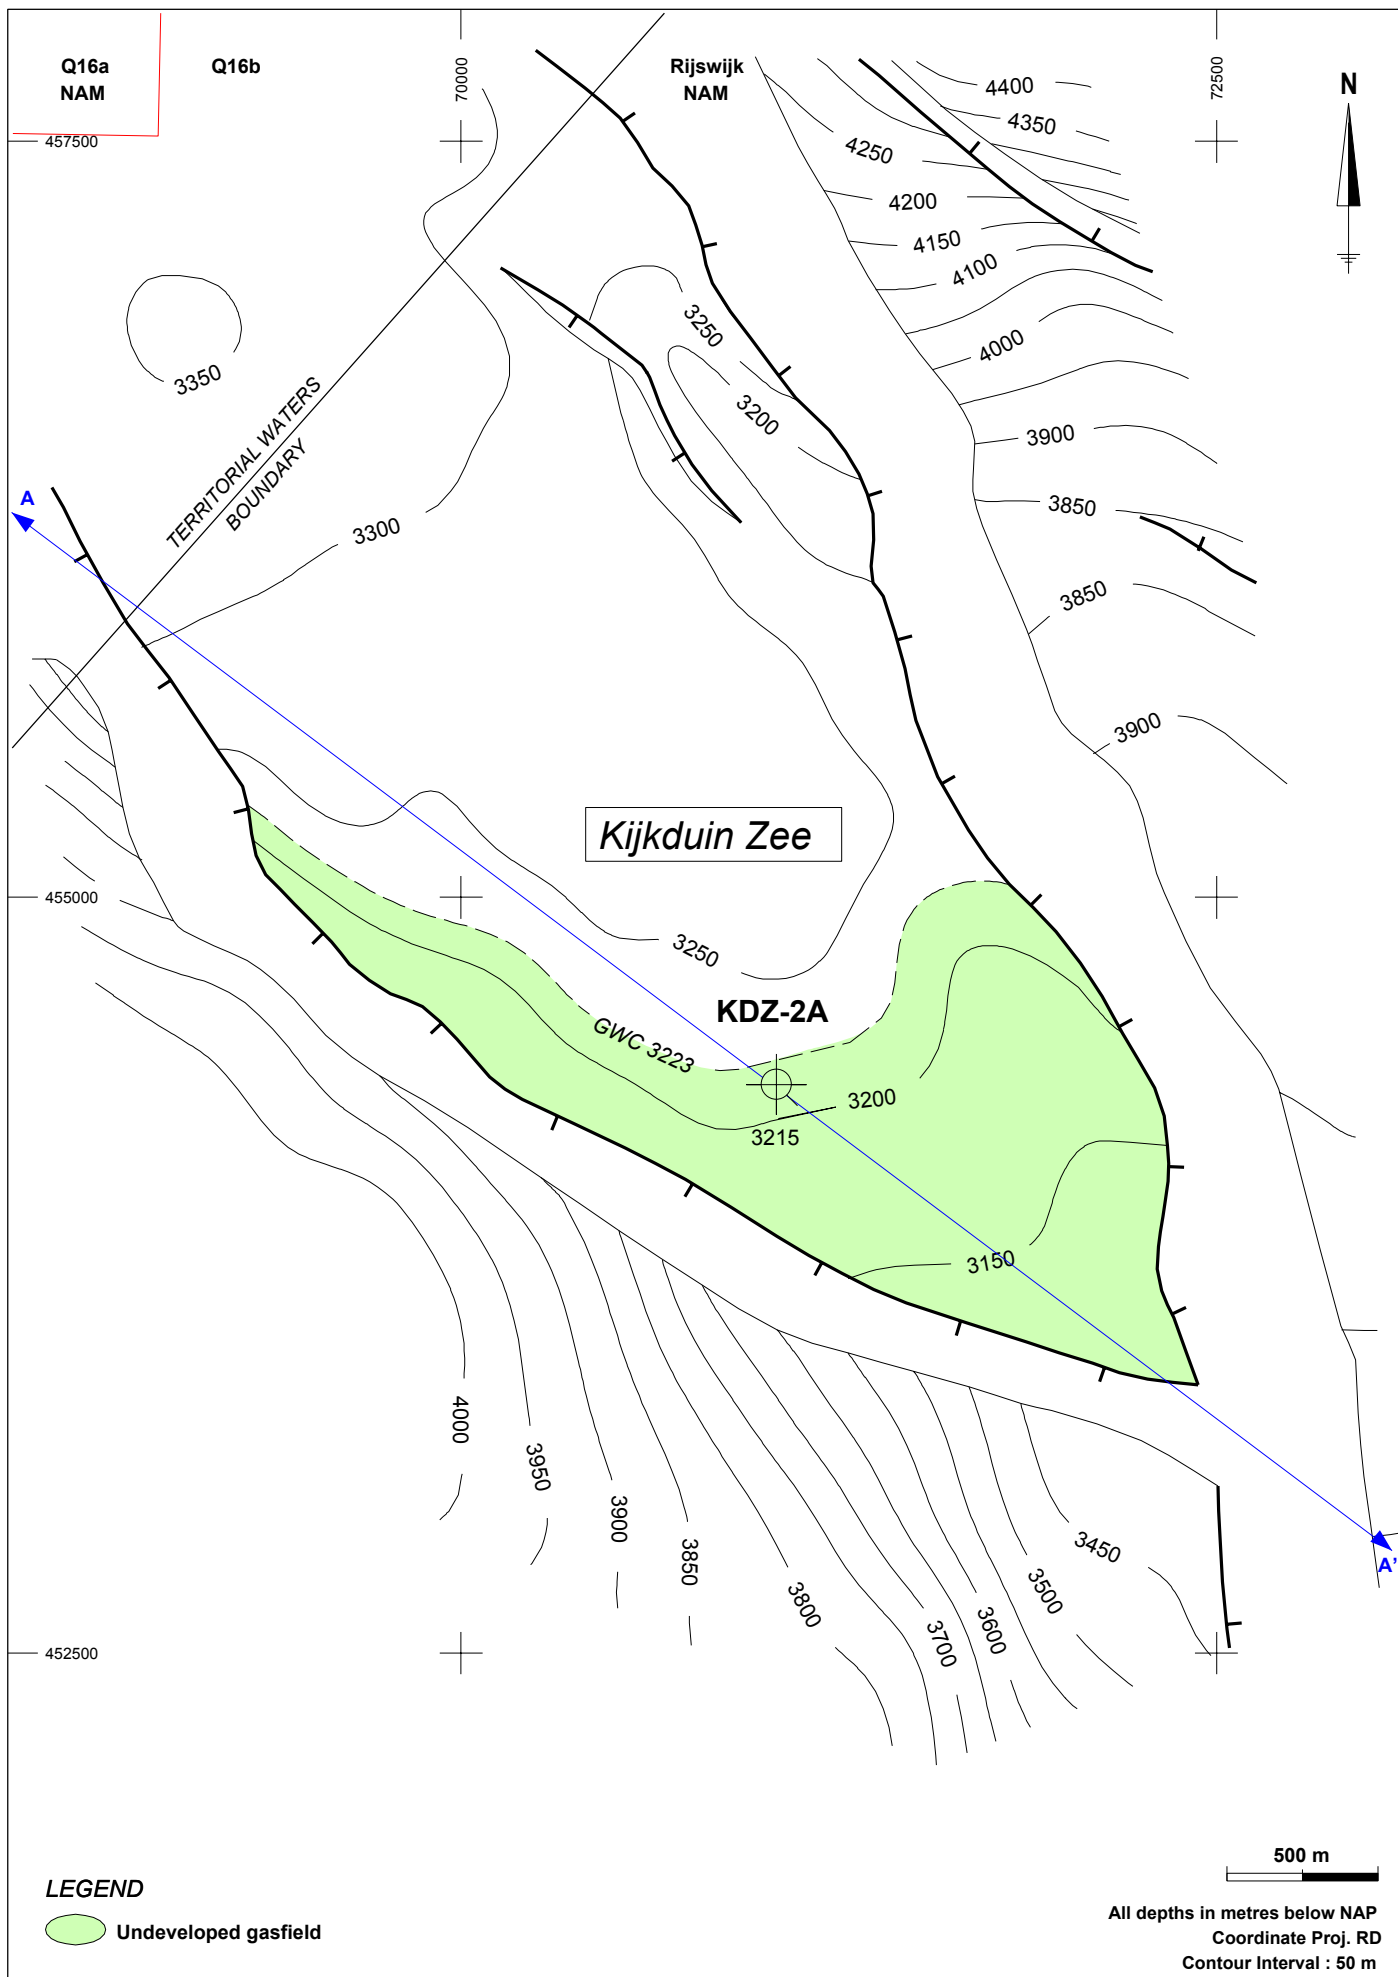 Q16a
NAM
Q16b
70000
Rijswijk
NAM
72500
N
4400
4350
457500
4250
4200
4150
4100
4000
3250
3350
3200
TERRITORIAL WATERS
BOUNDARY
3900
A
3300
3850
3850
3900
Kijkduin Zee
455000
3250
KDZ-2A
GWC 3223
3200
3215
3150
4000
3950
3900
3850
3800
3700
3600
3500
3450
A'
452500
500 m
LEGEND
Undeveloped gasfield
All depths in metres below NAP
Coordinate Proj. RD
Contour Interval : 50 m